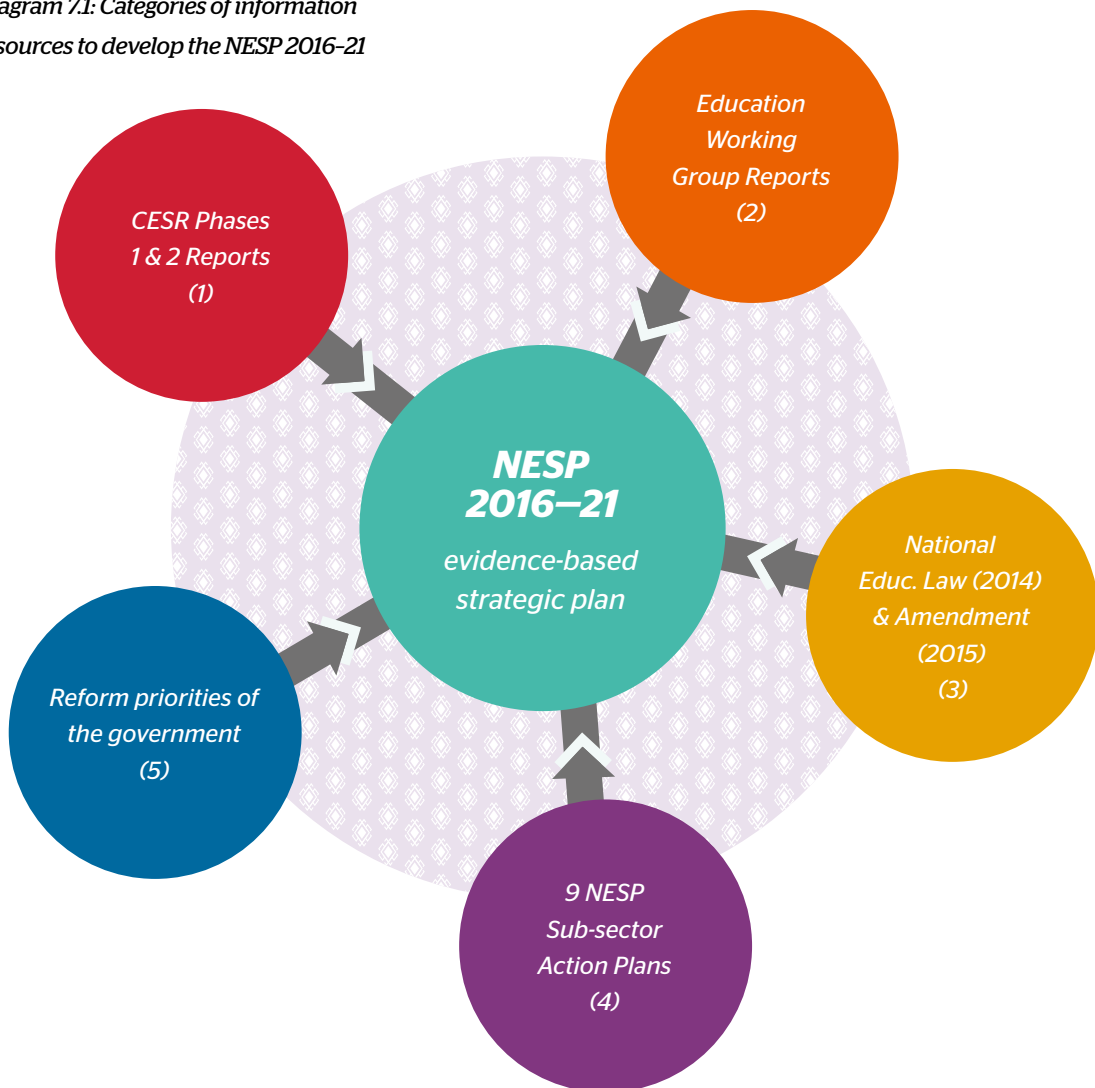 agram 7.1: Categories of information
sources to develop the NESP 2016–21
CESR Phases
1 & 2 Reports
(1)
Education
Working
Group Reports
(2)
NESP
2016–21
evidence-based
strategic plan
National
Educ. Law (2014)
& Amendment
(2015)
(3)
9 NESP
Sub-sector
Action Plans
(4)
Reform priorities of
the government
(5)